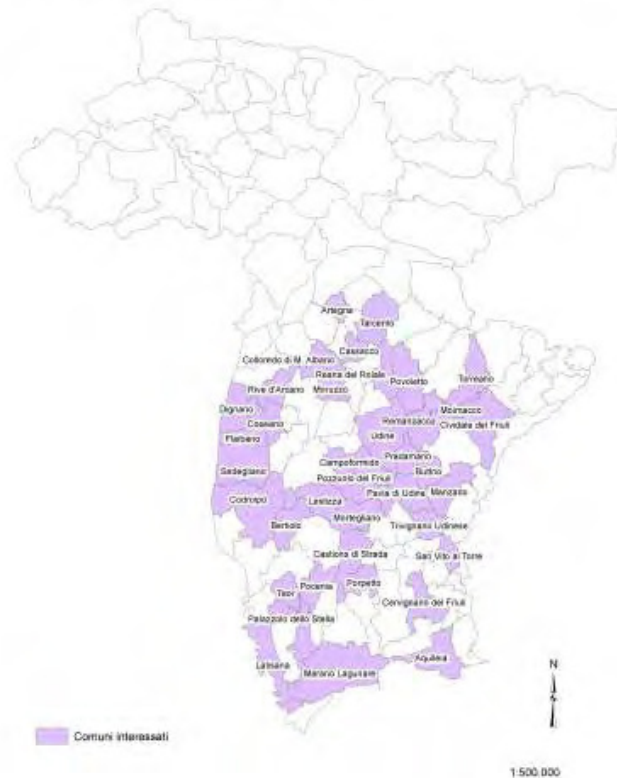 Artegna
Tarcento
Cassacco
Colloredo di M. Albano
Reana del Roiale
Torreano
Povoletto
Rive d'Arcano
Moruzzo
Dignano
Moimacco
Coseano
Remanzacco
Cividale del Friuli
Flaibano
Udine
Pradamano
Campoformido
Sedegliano
Buttrio
Pozzuolo del Friuli
Pavia di Udine
Manzano
Codroipo
Lestizza
Mortegliano
Bertiolo
Trivignano Udinese
Castions di Strada
San Vito al Torre
Pocenia
Porpetto
Teor
Cervignano del Friuli
Palazzolo dello Stella
Aquileia
Latisana
Marano Lagunare
N
Comuni interessati
1:500.000